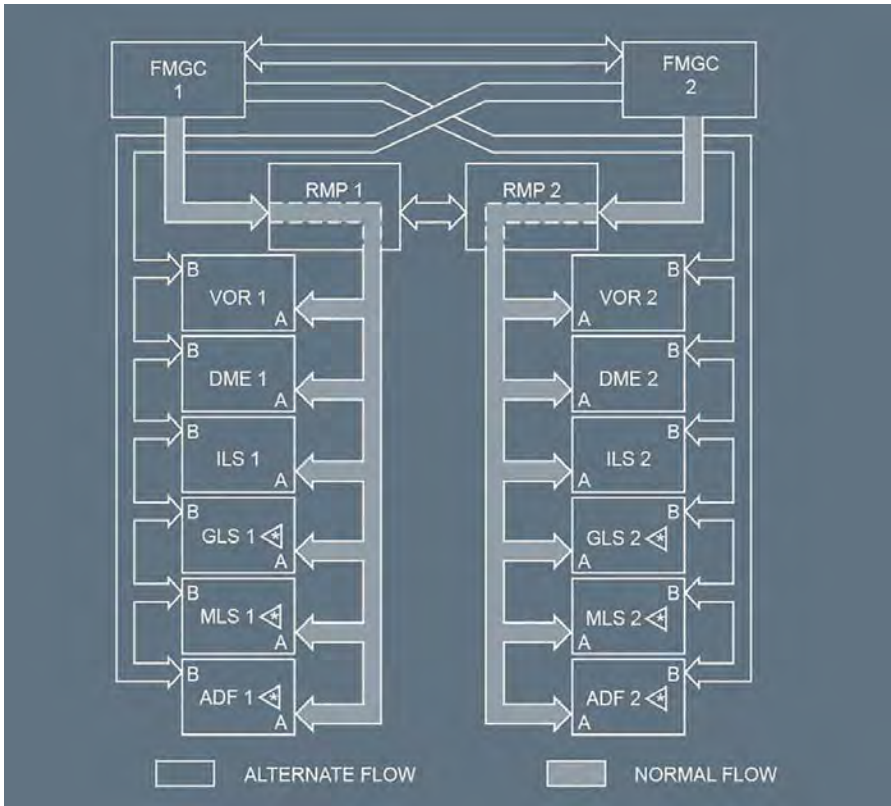 FMGC
1
FMGC
2
RMP 1
RMP 2
B
VOR 1
A
B
VOR 2
A
B
DME 1
A
B
DME 2
A
B
ILS 1
A
B
ILS 2
A
B
GLS 1 *
A
B
GLS 2 *
A
B
MLS 1 *
A
B
MLS 2 *
A
B
ADF 1 *
A
B
ADF 2 *
A
ALTERNATE FLOW
NORMAL FLOW